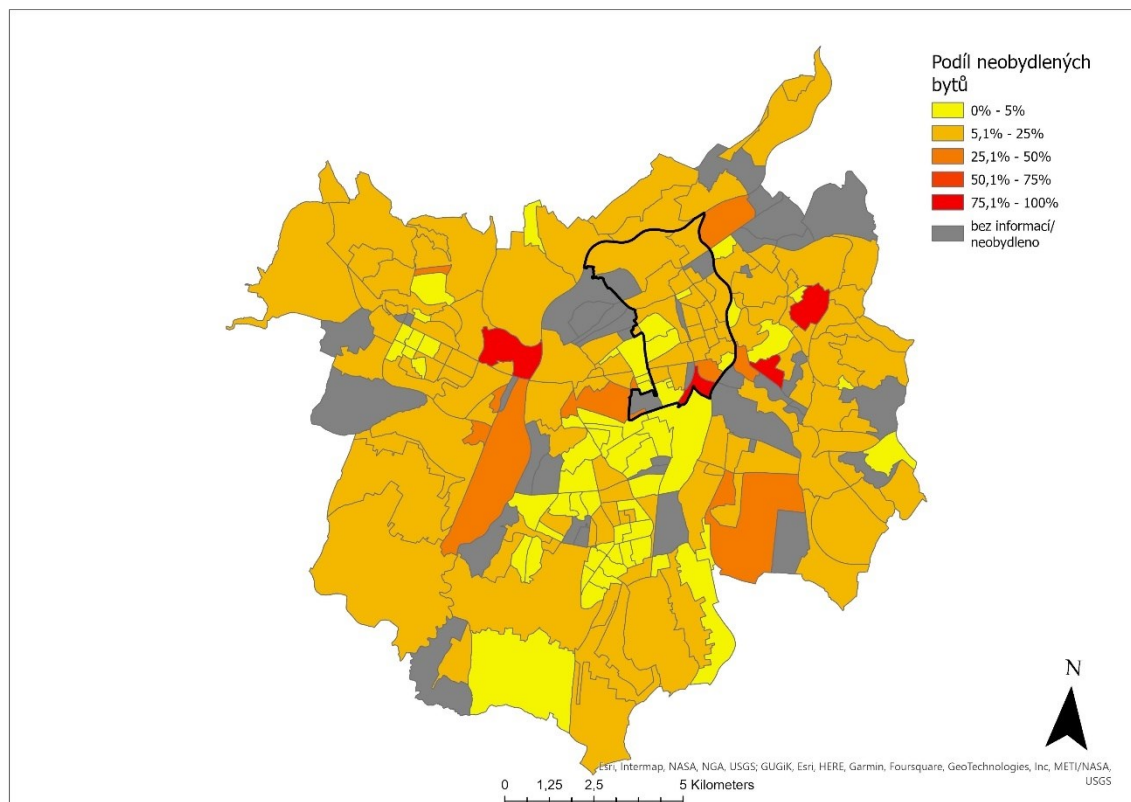 Podíl neobydlených
bytů
0% - 5%
5,1% - 25%
25,1% - 50%
50,1% - 75%
75,1% - 100%
bez informací/
neobydleno
N
Esri, Intermap, NASA, NGA, USGS; GUGiK, Esri, HERE, Garmin, Foursquare, GeoTechnologies, Inc, METI/NASA,
USGS
0 1,25 2,5 5 Kilometers